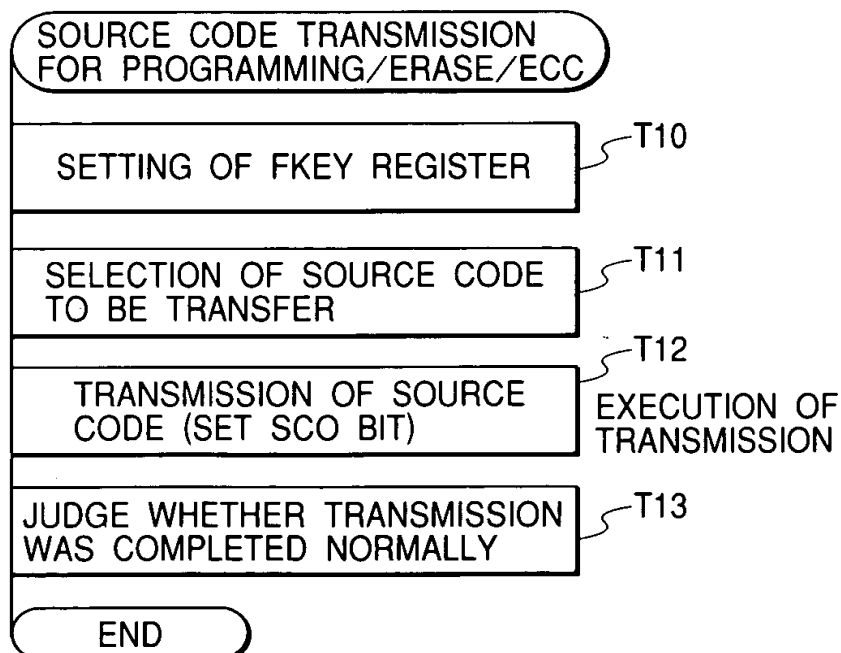 SOURCE CODE TRANSMISSION
FOR PROGRAMMING/ERASE/ECC
T10
SETTING OF FKEY REGISTER
T11
SELECTION OF SOURCE CODE
TO BE TRANSFER
T12
TRANSMISSION OF SOURCE
CODE (SET SCO BIT)
EXECUTION OF
TRANSMISSION
T13
JUDGE WHETHER TRANSMISSION
WAS COMPLETED NORMALLY
END